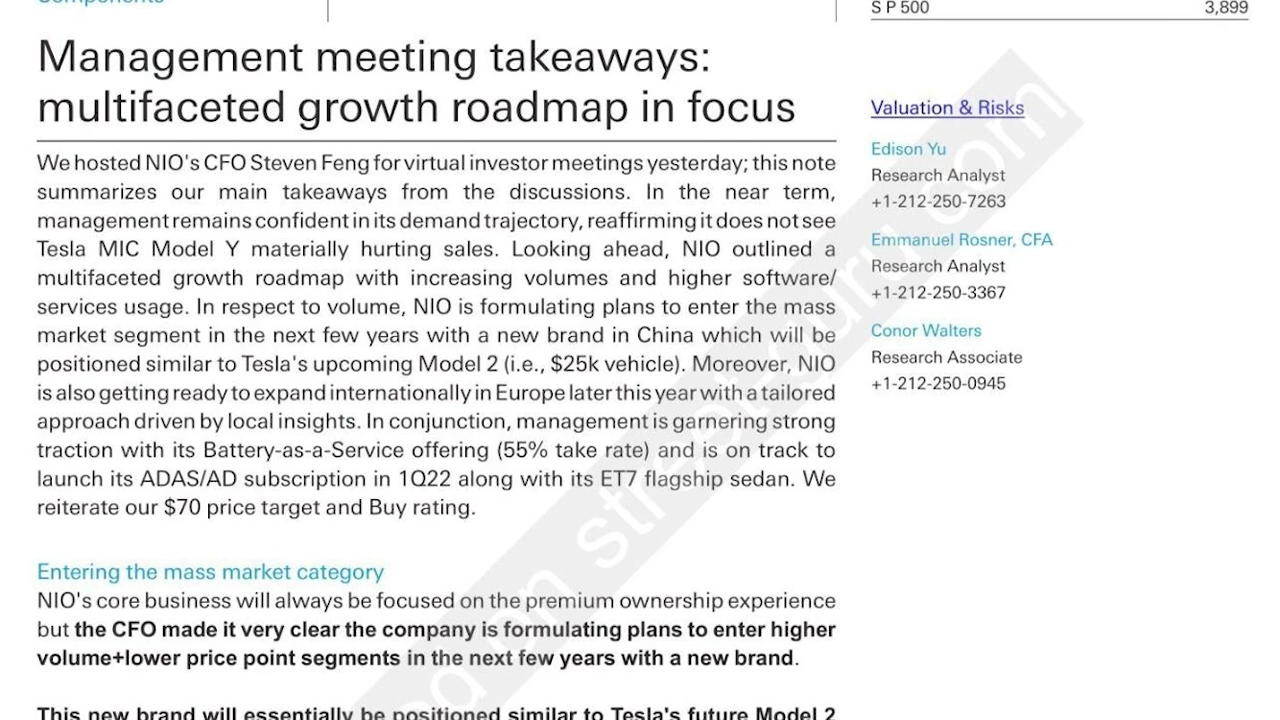 S P 500 3,899
Management meeting takeaways:
multifaceted growth roadmap in focus
We hosted NIO's CFO Steven Feng for virtual investor meetings yesterday; this note
summarizes our main takeaways from the discussions. In the near term,
management remains confident in its demand trajectory, reaffirming it does not see
Tesla MIC Model Y materially hurting sales. Looking ahead, NIO outlined a
multifaceted growth roadmap with increasing volumes and higher software/
services usage. In respect to volume, NIO is formulating plans to enter the mass
market segment in the next few years with a new brand in China which will be
positioned similar to Tesla's upcoming Model 2 (i.e., $25k vehicle). Moreover, NIO
is also getting ready to expand internationally in Europe later this year with a tailored
approach driven by local insights. In conjunction, management is garnering strong
traction with its Battery-as-a-Service offering (55% take rate) and is on track to
launch its ADAS/AD subscription in 1Q22 along with its ET7 flagship sedan. We
reiterate our $70 price target and Buy rating.
Entering the mass market category
NIO's core business will always be focused on the premium ownership experience
but the CFO made it very clear the company is formulating plans to enter higher
volume+lower price point segments in the next few years with a new brand.
This new brand will essentially be positioned similar to Tesla's future Model 2
Valuation & Risks
Edison Yu
Research Analyst
+1-212-250-7263
Emmanuel Rosner, CFA
Research Analyst
+1-212-250-3367
Conor Walters
Research Associate
+1-212-250-0945